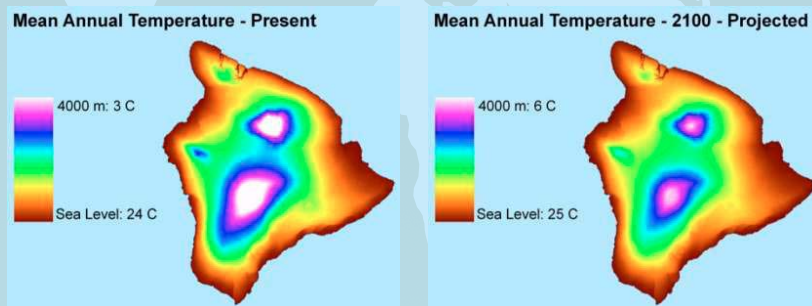 Mean Annual Temperature - Present
4000 m: 3 C
Sea Level: 24 C
Mean Annual Temperature - 2100 - Projected
4000 m: 6 C
Sea Level: 25 C